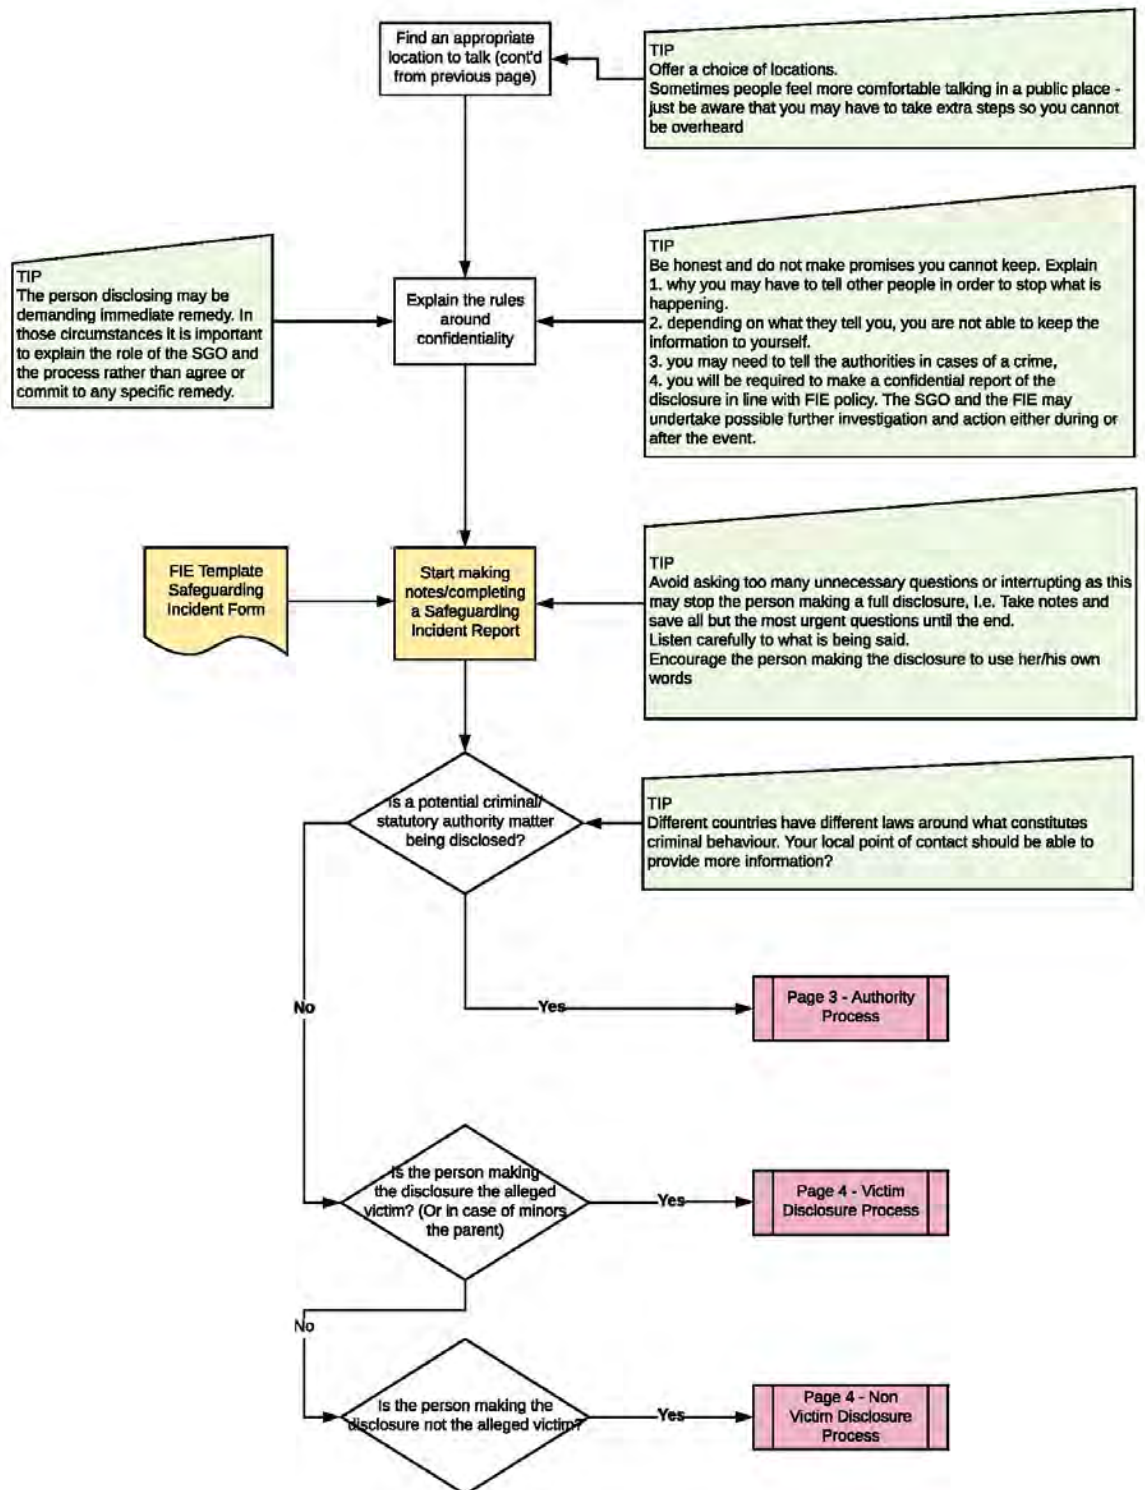 Find an appropriate
location to talk (cont'd
from previous page)
TIP
Offer a choice of locations.
Sometimes people feel more comfortable talking in a public place -
just be aware that you may have to take extra steps so you cannot
be overheard
TIP
The person disclosing may be
demanding immediate remedy. In
those circumstances it is important
to explain the role of the SGO and
the process rather than agree or
commit to any specific remedy.
Explain the rules
around
confidentiality
TIP
Be honest and do not make promises you cannot keep. Explain
1. why you may have to tell other people in order to stop what is
happening.
2. depending on what they tell you, you are not able to keep the
information to yourself.
3. you may need to tell the authorities in cases of a crime,
4. you will be required to make a confidential report of the
disclosure in line with FIE policy. The SGO and the FIE may
undertake possible further investigation and action either during or
after the event.
FIE Template
Safeguarding
Incident Form
Start making
notes/completing
a Safeguarding
Incident Report
TIP
Avoid asking too many unnecessary questions or interrupting as this
may stop the person making a full disclosure, I.e. Take notes and
save all but the most urgent questions until the end.
Listen carefully to what is being said.
Encourage the person making the disclosure to use her/his own
words
Is a potential criminal/
statutory authority matter
being disclosed?
TIP
Different countries have different laws around what constitutes
criminal behaviour. Your local point of contact should be able to
provide more information?
No
Yes
Page 3 - Authority
Process
Is the person making
the disclosure the alleged
victim? (Or in case of minors
the parent)
Yes
Page 4 - Victim
Disclosure Process
No
Is the person making the
disclosure not the alleged victim?
Yes
Page 4 - Non
Victim Disclosure
Process